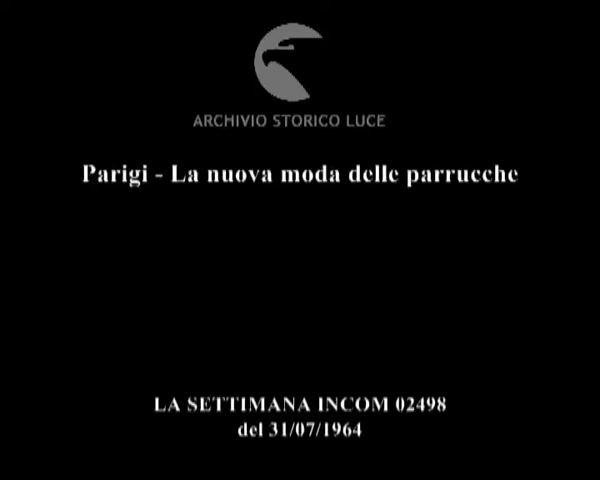 ARCHIVIO STORICO LUCE
Parigi - La nuova moda delle parrucche
LA SETTIMANA INCOM 02498
del 31/07/1964